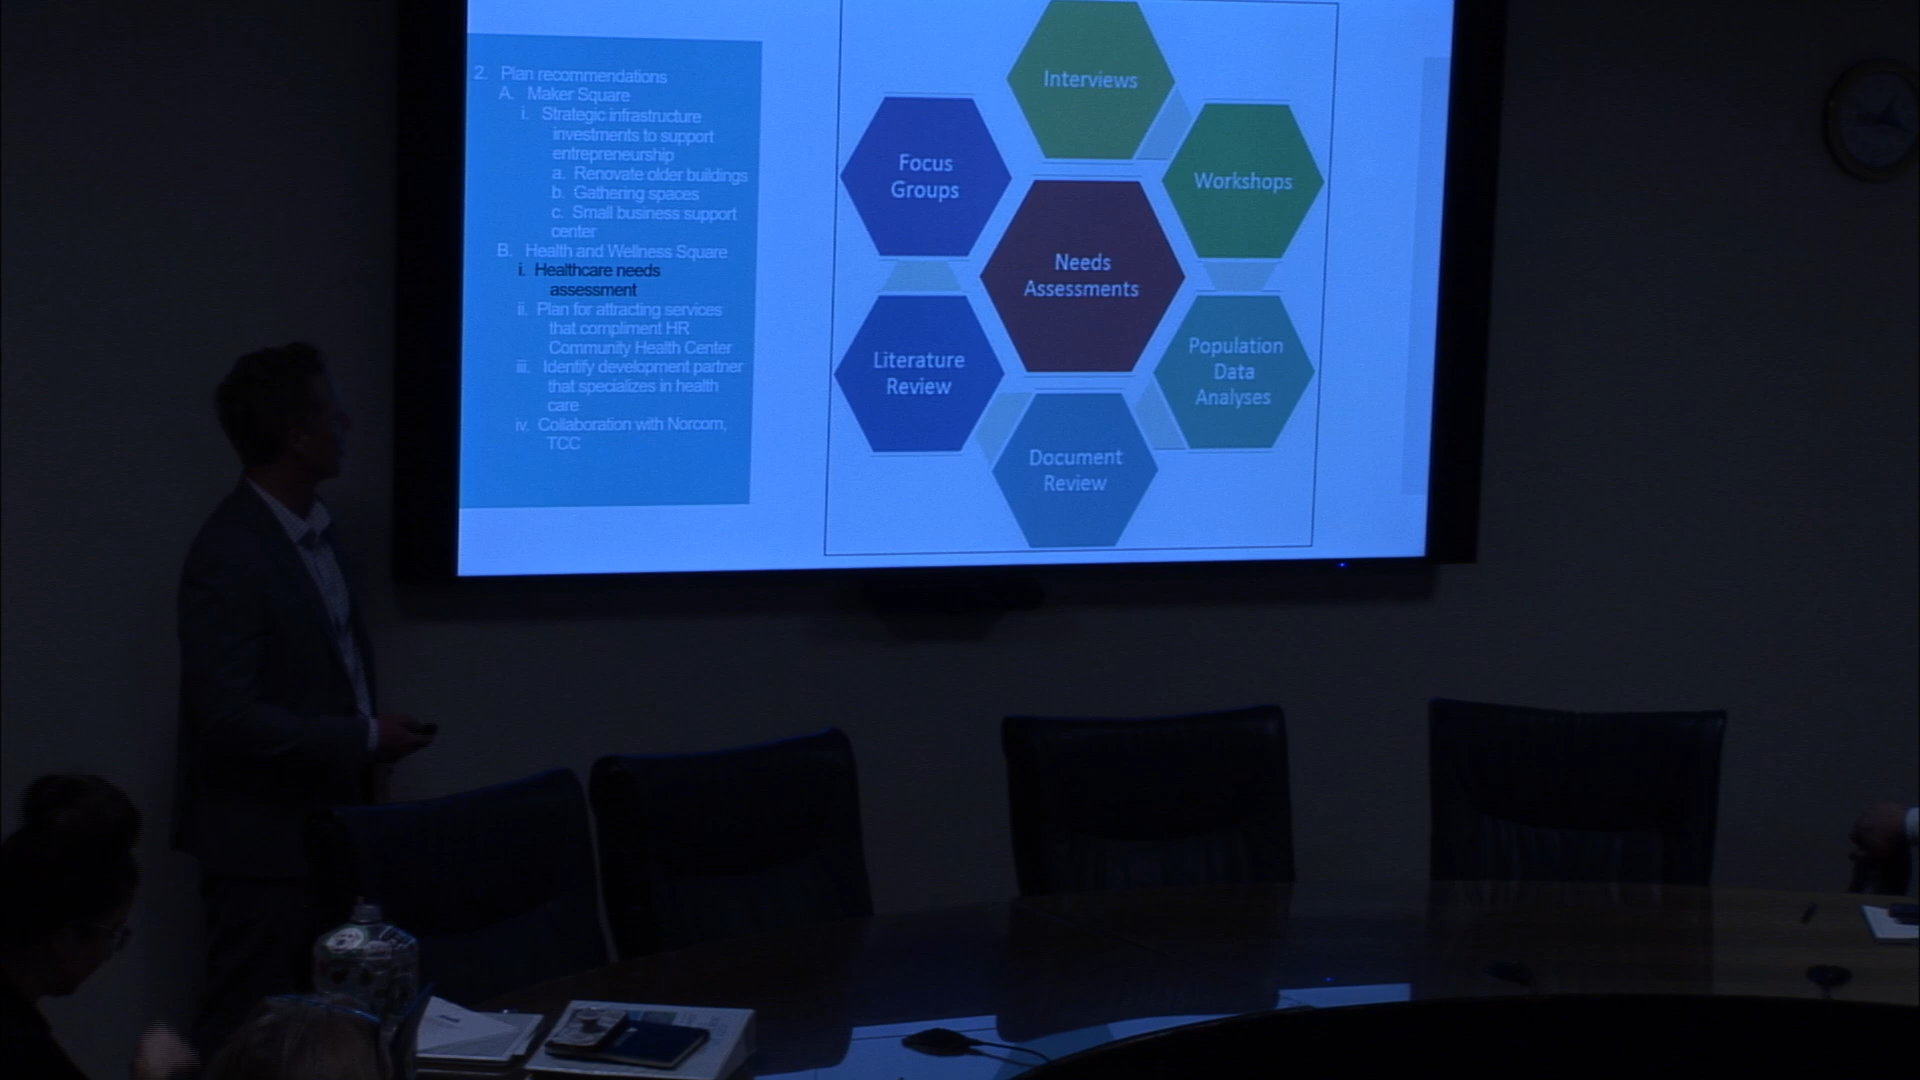 2. Plan recommendations
A. Maker Square
i. Strategic infrastructure
investments to support
entrepreneurship
a. Renovate older buildings
b. Gathering spaces
c. Small business support
center
B. Health and Wellness Square
i. Healthcare needs
assessment
ii. Plan for attracting services
that compliment HR
Community Health Center
iii. Identify development partner
that specializes in health
care
iv. Collaboration with Norcom,
TCC
Interviews
Focus
Groups
Workshops
Needs
Assessments
Literature
Review
Population
Data
Analyses
Document
Review